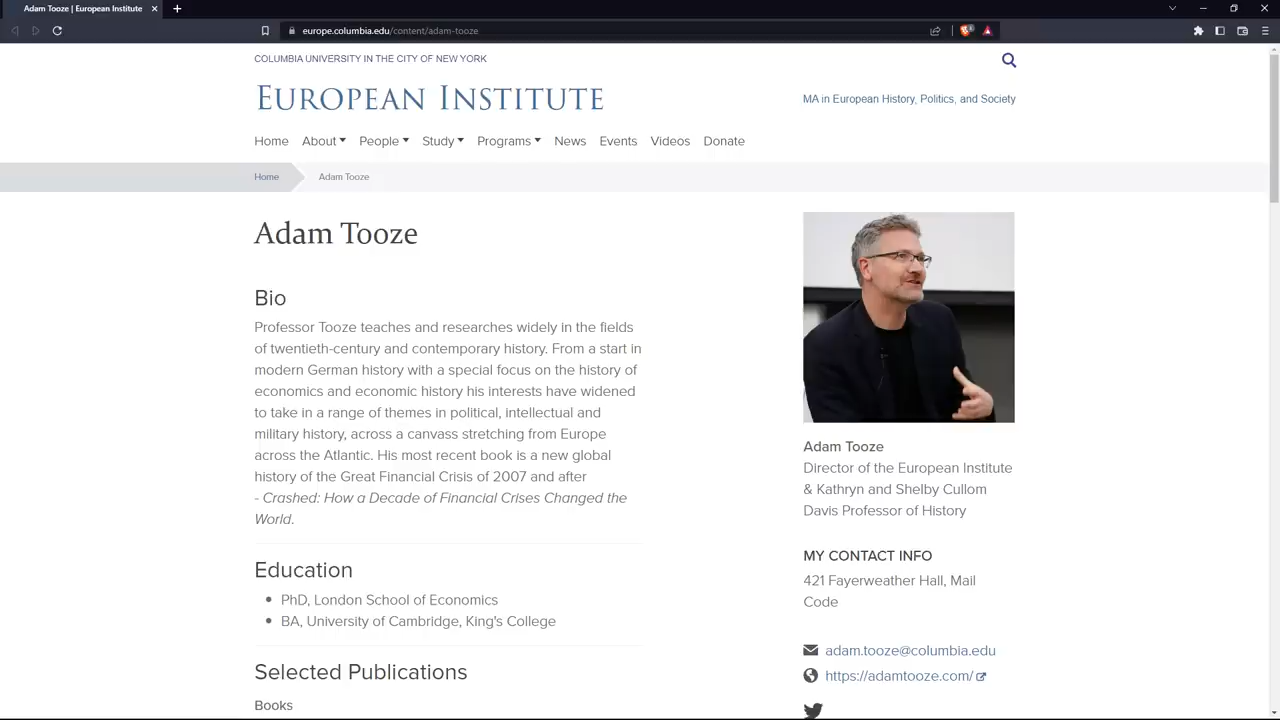 Adam Tooze | European Institute
europe.columbia.edu/content/adam-tooze
COLUMBIA UNIVERSITY IN THE CITY OF NEW YORK
EUROPEAN INSTITUTE
MA in European History, Politics, and Society
Home About People Study Programs News Events Videos Donate
Home Adam Tooze
Adam Tooze
Bio
Professor Tooze teaches and researches widely in the fields
of twentieth-century and contemporary history. From a start in
modern German history with a special focus on the history of
economics and economic history his interests have widened
to take in a range of themes in political, intellectual and
military history, across a canvass stretching from Europe
across the Atlantic. His most recent book is a new global
history of the Great Financial Crisis of 2007 and after
- Crashed: How a Decade of Financial Crises Changed the
World.
Education
PhD, London School of Economics
BA, University of Cambridge, King's College
Selected Publications
Books
Adam Tooze
Director of the European Institute
& Kathryn and Shelby Cullom
Davis Professor of History
MY CONTACT INFO
421 Fayerweather Hall, Mail
Code
adam.tooze@columbia.edu
https://adamtooze.com/